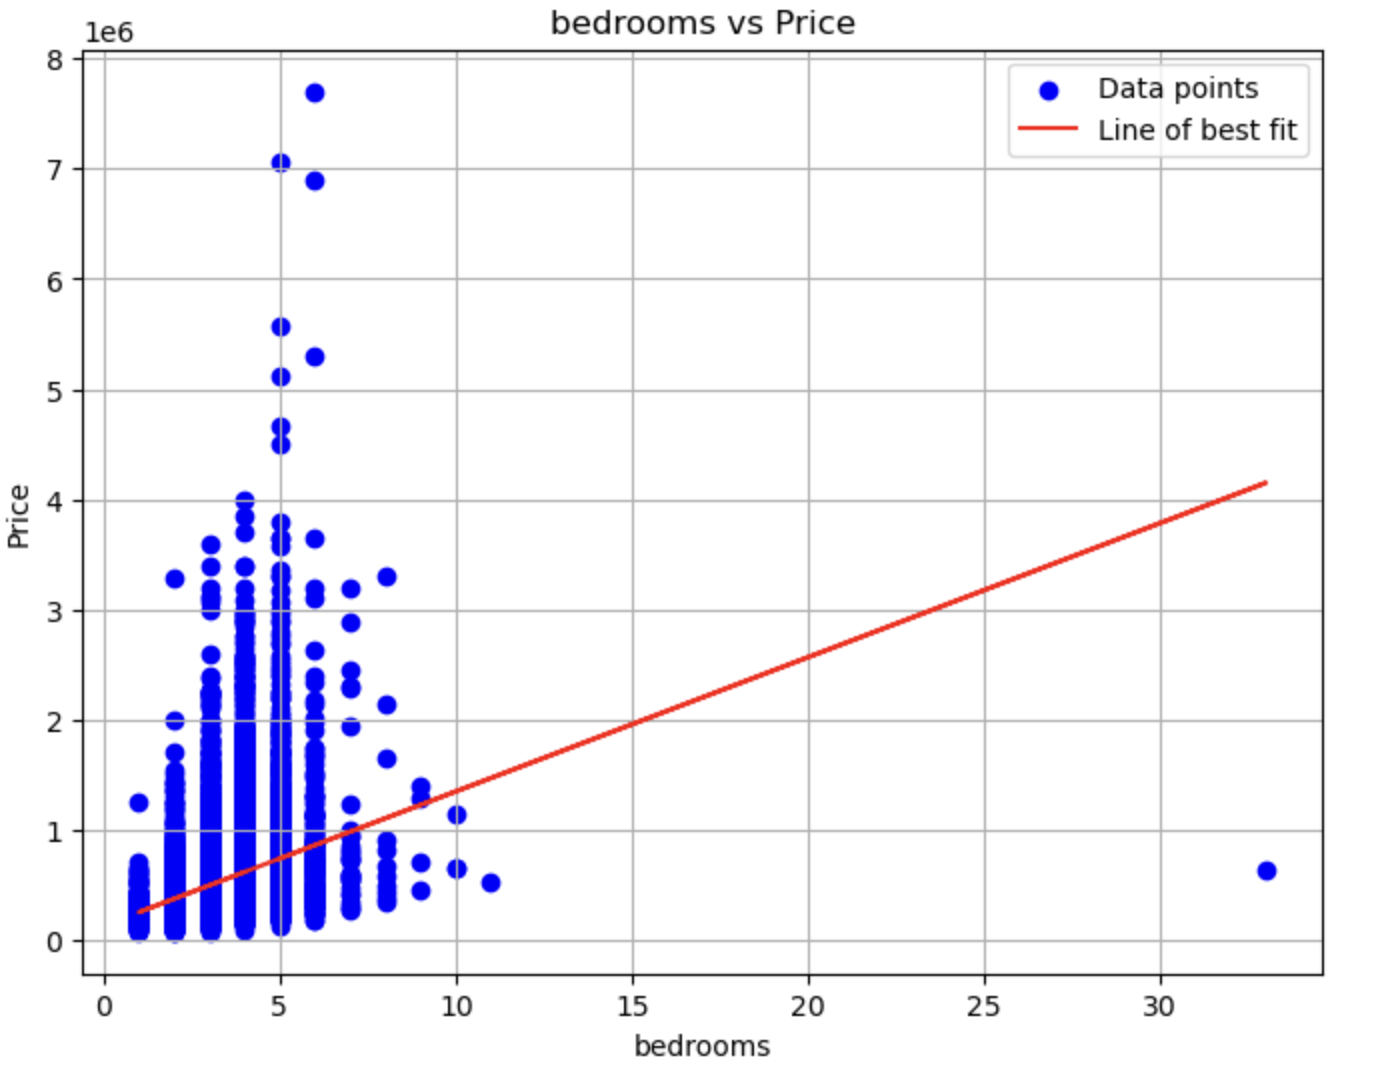 bedrooms vs Price
1e6
Data points
Line of best fit
8
7
6
5
4
3
2
1
0
Price
0 5 10 15 20 25 30
bedrooms